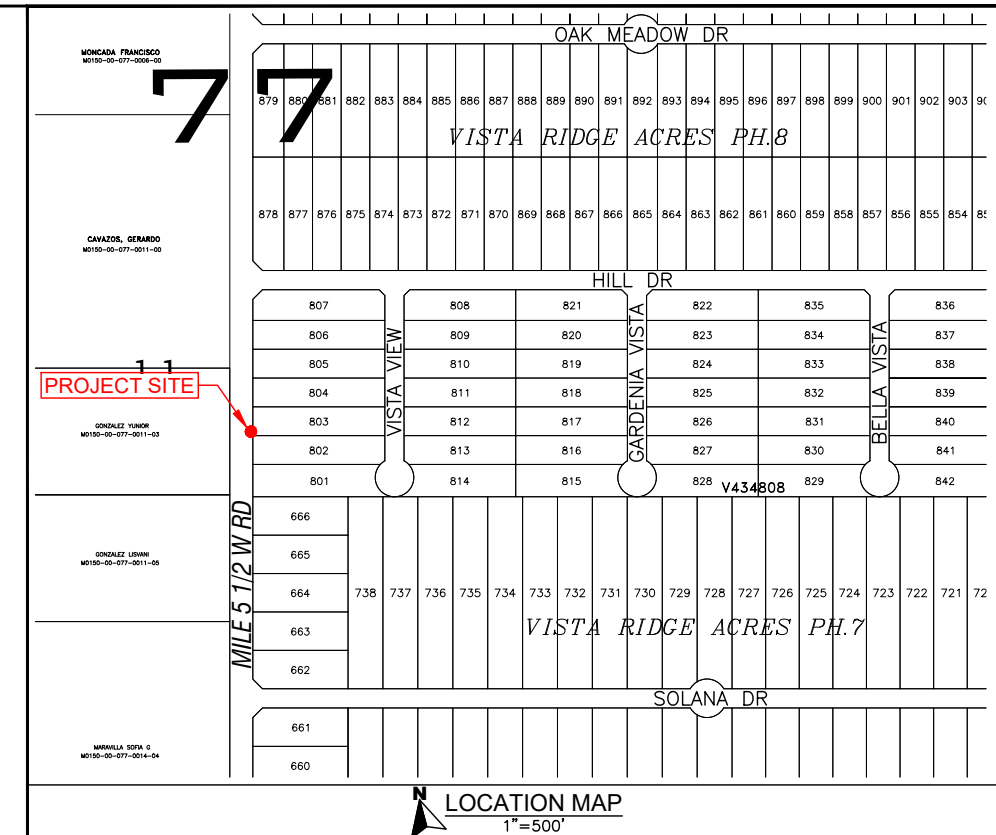 OAK MEADOW DR
MONCADA FRANCISCO
M0150-00-077-0006-00
77
879 880 881 882 883 884 885 886 887 888 889 890 891 892 893 894 895 896 897 898 899 900 901 902 903 90
VISTA RIDGE ACRES PH.8
878 877 876 875 874 873 872 871 870 869 868 867 866 865 864 863 862 861 860 859 858 857 856 855 854 85
CAVAZOS, GERARDO
M0150-00-077-0011-00
HILL DR
807 808 821 822 835 836
806 809 820 823 834 837
805 810 819 824 833 838
11
804 811 818 825 832 839
PROJECT SITE
803 812 817 826 831 840
802 813 816 827 830 841
801 814 815 828 829 842
VISTA VIEW
GARDENIA VISTA
BELLA VISTA
V434808
GONZALEZ YUNIOR
M0150-00-077-0011-03
MILE 5 1/2 W RD
666
665
GONZALEZ LISVANI
M0150-00-077-0011-05
664 738 737 736 735 734 733 732 731 730 729 728 727 726 725 724 723 722 721 72
663
VISTA RIDGE ACRES PH.7
662
SOLANA DR
661
MARAVILLA SOFIA G
M0150-00-077-0014-04
660
N
LOCATION MAP
1"=500'